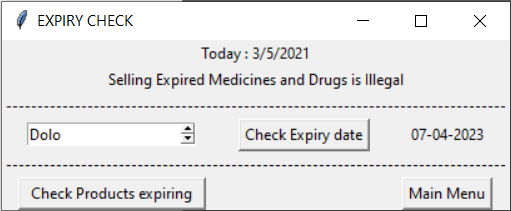 EXPIRY CHECK
Today : 3/5/2021
Selling Expired Medicines and Drugs is Illegal
Dolo Check Expiry date 07-04-2023
Check Products expiring Main Menu